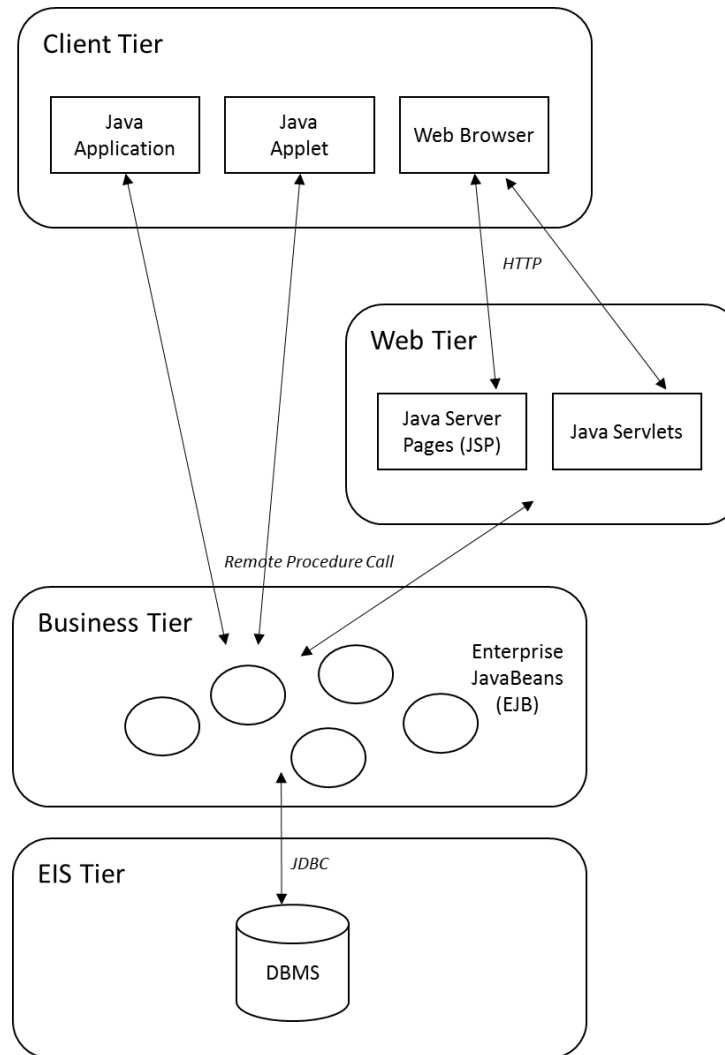 Client Tier
Java
Application
Java
Applet
Web Browser
HTTP
Web Tier
Java Server
Pages (JSP)
Java Servlets
Remote Procedure Call
Business Tier
Enterprise
JavaBeans
(EJB)
JDBC
EIS Tier
DBMS